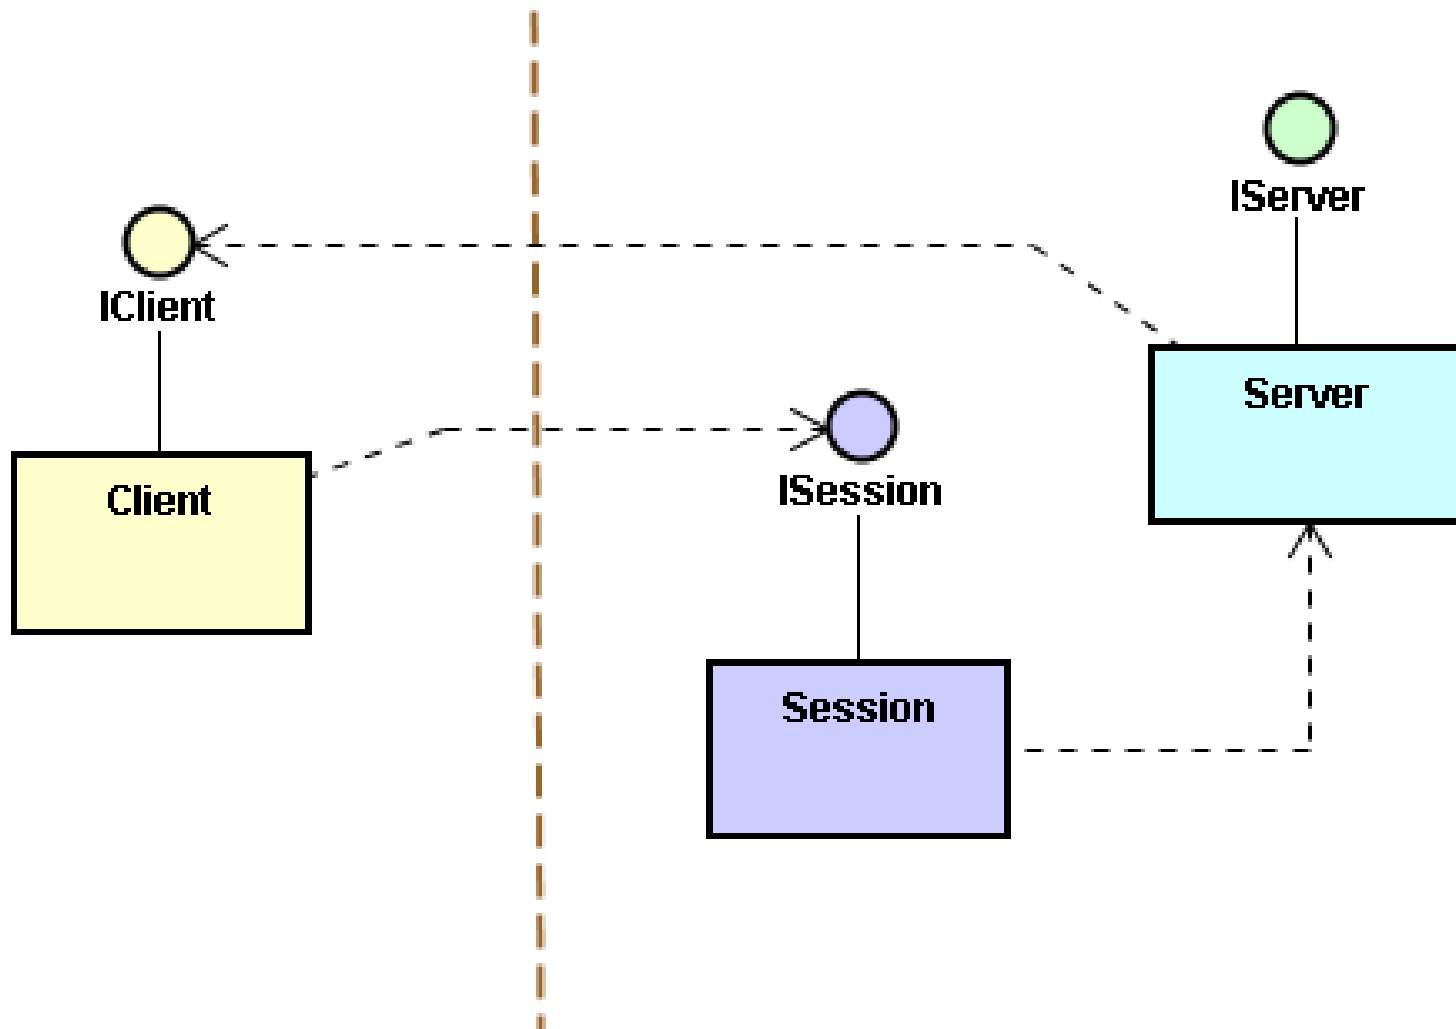 IServer
IClient
Server
Client
ISession
Session